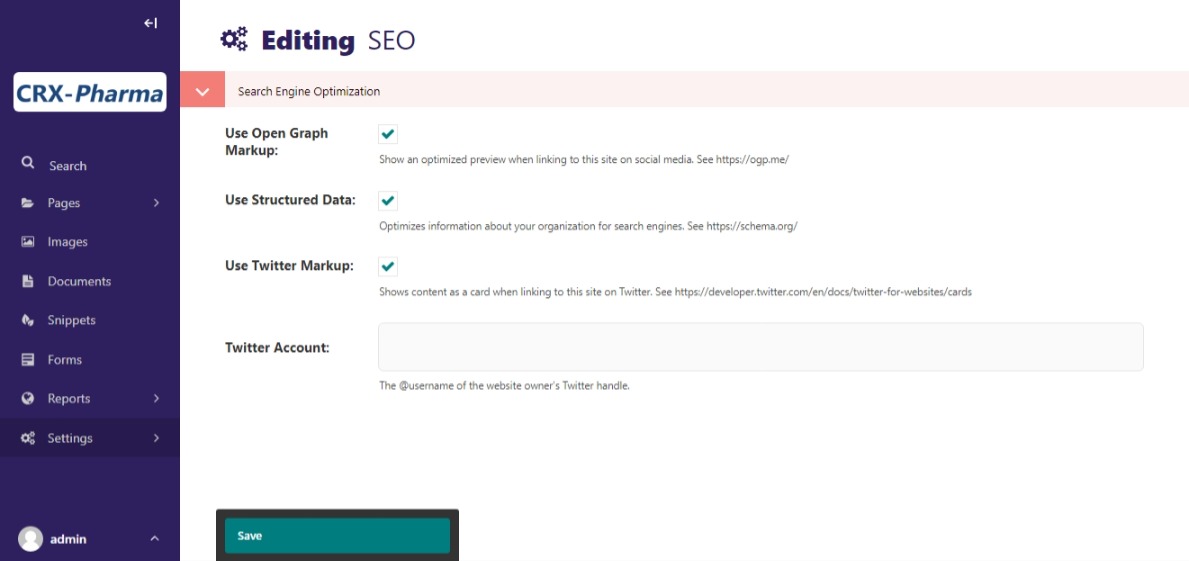 CRX-Pharma
Search
Pages
Images
Documents
Snippets
Forms
Reports
Settings
admin
Editing SEO
Search Engine Optimization
Use Open Graph
Markup:
Show an optimized preview when linking to this site on social media. See https://ogp.me/
Use Structured Data:
Optimizes information about your organization for search engines. See https://schema.org/
Use Twitter Markup:
Shows content as a card when linking to this site on Twitter. See https://developer.twitter.com/en/docs/twitter-for-websites/cards
Twitter Account:
The @username of the website owner's Twitter handle.
Save